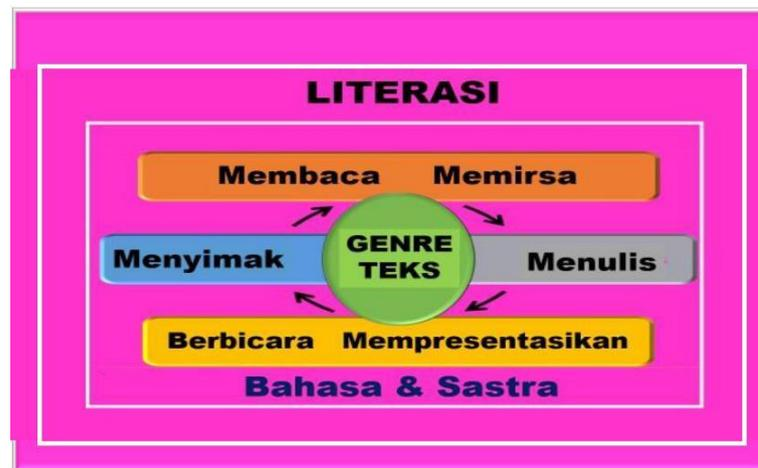 LITERASI
Membaca Memirsa
Menyimak
GENRE
TEKS
Menulis
Berbicara Mempresentasikan
Bahasa & Sastra